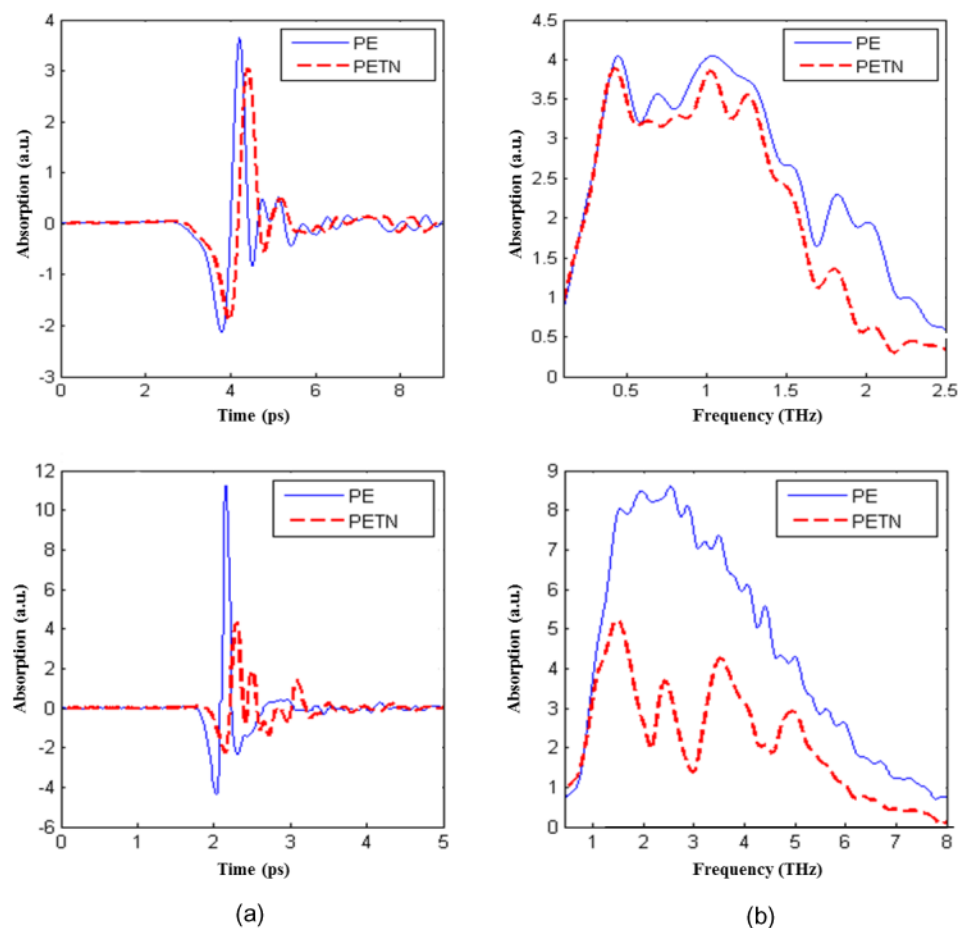 4
3
2
1
0
-1
-2
-3
Absorption (a.u.)
PE
PETN
0 2 4 6 8
Time (ps)
4.5
4
3.5
3
2.5
2
1.5
1
0.5
0
Absorption (a.u.)
PE
PETN
0.5 1 1.5 2 2.5
Frequency (THz)
12
10
8
6
4
2
0
-2
-4
-6
Absorption (a.u.)
PE
PETN
0 1 2 3 4 5
Time (ps)
9
8
7
6
5
4
3
2
1
0
Absorption (a.u.)
PE
PETN
1 2 3 4 5 6 7 8
Frequency (THz)
(a)
(b)